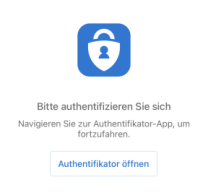 Bitte authentifizieren Sie sich
Navigieren Sie zur Authentifikator-App, um
fortzufahren.
Authentifikator öffnen